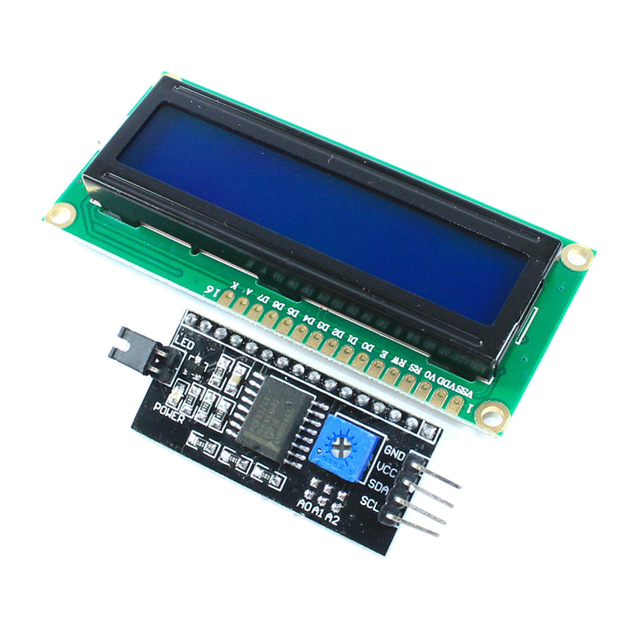 16 K A D7 D6 D5 D4 D3 D2 D1 D0 E RW RS V0 VDD VSS 1
LED
POWER
GND
VCC
SDA
SCL
A0 A1 A2